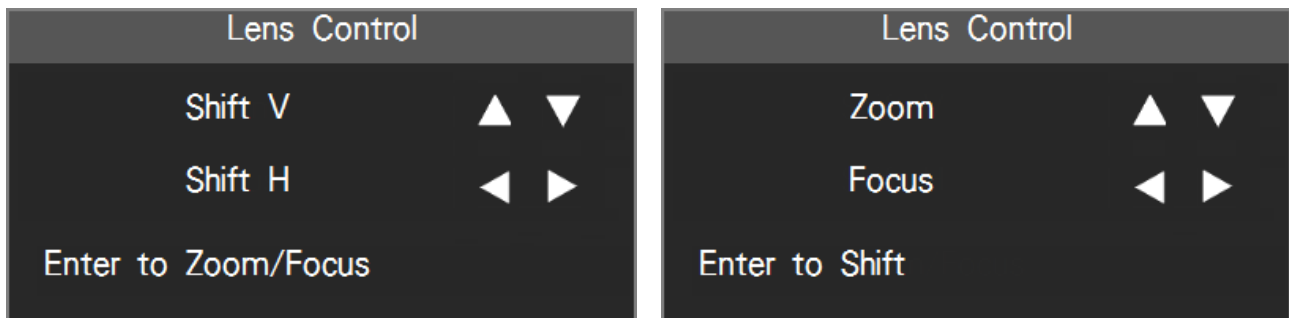 Lens Control
Shift V ▲ ▼
Shift H ◀ ▶
Enter to Zoom/Focus
Lens Control
Zoom ▲ ▼
Focus ◀ ▶
Enter to Shift